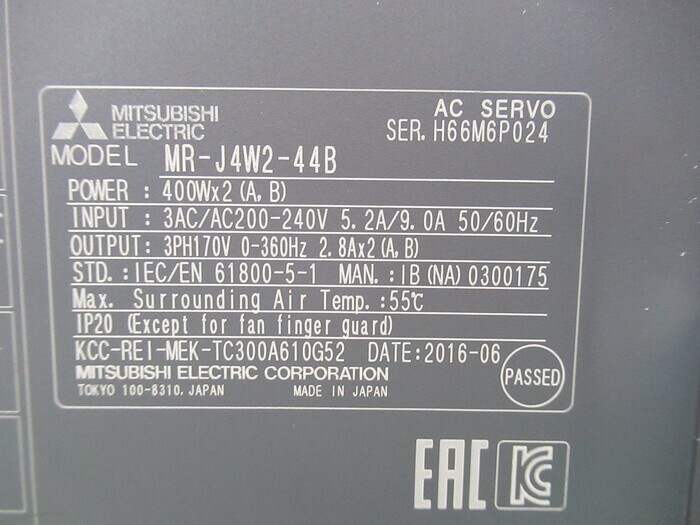 MITSUBISHI
ELECTRIC
AC SERVO
SER. H66M6P024
MODEL MR-J4W2-44B
POWER : 400Wx2 (A, B)
INPUT : 3AC/AC200-240V 5.2A/9.0A 50/60Hz
OUTPUT: 3PH170V 0-360Hz 2.8Ax2 (A, B)
STD. : IEC/EN 61800-5-1 MAN. : IB (NA) 0300175
Max. Surrounding Air Temp. :55℃
IP20 (Except for fan finger guard)
KCC-REI-MEK-TC300A610G52 DATE:2016-06
MITSUBISHI ELECTRIC CORPORATION
TOKYO 100-8310, JAPAN MADE IN JAPAN
PASSED
EAC KC